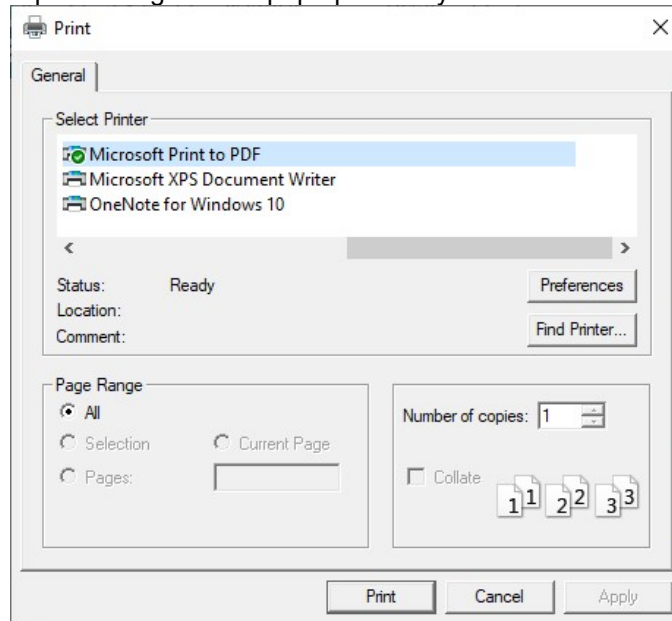 Print
General
Select Printer
Microsoft Print to PDF
Microsoft XPS Document Writer
OneNote for Windows 10
Status: Ready
Location:
Comment:
Preferences
Find Printer...
Page Range
All
Selection
Current Page
Pages:
Number of copies: 1
Collate
1 1 2 2 3 3
Print Cancel Apply